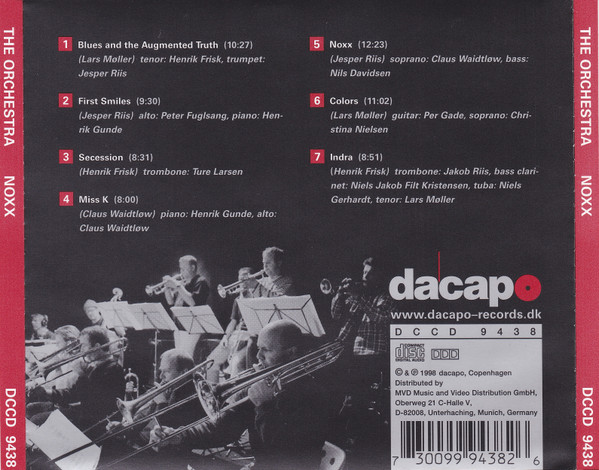 THE ORCHESTRA NOXX DCCD 9438
1 Blues and the Augmented Truth (10:27)
(Lars Møller) tenor: Henrik Frisk, trumpet:
Jesper Riis
2 First Smiles (9:30)
(Jesper Riis) alto: Peter Fuglsang, piano: Hen-
rik Gunde
3 Secession (8:31)
(Henrik Frisk) trombone: Ture Larsen
4 Miss K (8:00)
(Claus Waidtløw) piano: Henrik Gunde, alto:
Claus Waidtløw
5 Noxx (12:23)
(Jesper Riis) soprano: Claus Waidtløw, bass:
Nils Davidsen
6 Colors (11:02)
(Lars Møller) guitar: Per Gade, soprano: Chri-
stina Nielsen
7 Indra (8:51)
(Henrik Frisk) trombone: Jakob Riis, bass clari-
net: Niels Jakob Filt Kristensen, tuba: Niels
Gerhardt, tenor: Lars Møller
dacapo
www.dacapo-records.dk
DCCD 9438
COMPACT disc DIGITAL AUDIO DDD
© & ℗ 1998 dacapo, Copenhagen
Distributed by
MVD Music and Video Distribution GmbH,
Oberweg 21 C-Halle V,
D-82008, Unterhaching, Munich, Germany
7 30099 94382 6
THE ORCHESTRA NOXX DCCD 9438